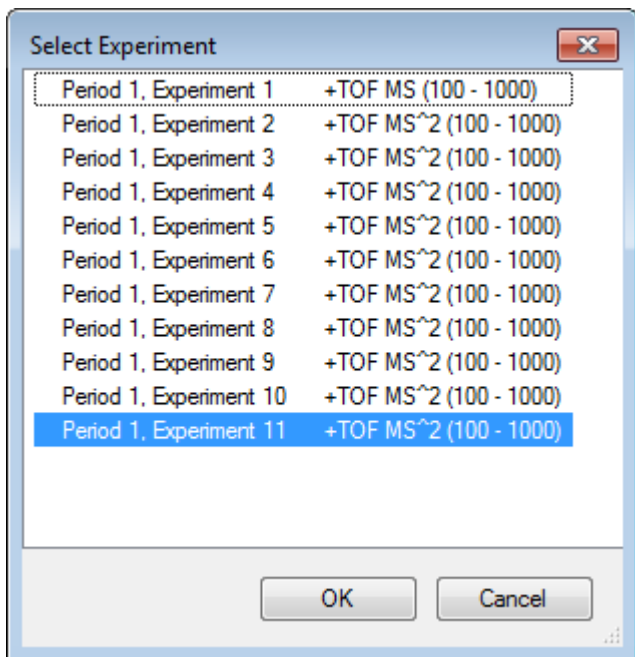 Select Experiment
Period 1, Experiment 1 +TOF MS (100 - 1000)
Period 1, Experiment 2 +TOF MS^2 (100 - 1000)
Period 1, Experiment 3 +TOF MS^2 (100 - 1000)
Period 1, Experiment 4 +TOF MS^2 (100 - 1000)
Period 1, Experiment 5 +TOF MS^2 (100 - 1000)
Period 1, Experiment 6 +TOF MS^2 (100 - 1000)
Period 1, Experiment 7 +TOF MS^2 (100 - 1000)
Period 1, Experiment 8 +TOF MS^2 (100 - 1000)
Period 1, Experiment 9 +TOF MS^2 (100 - 1000)
Period 1, Experiment 10 +TOF MS^2 (100 - 1000)
Period 1, Experiment 11 +TOF MS^2 (100 - 1000)
OK Cancel